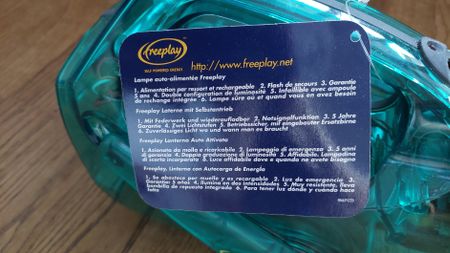 freeplay
SELF POWERED ENERGY
http://www.freeplay.net
Lampe auto-alimentée Freeplay
1. Alimentation par ressort et rechargeable 2. Flash de secours 3. Garantie
5 ans 4. Double configuration de luminosité 5. Infaillible avec ampoule
de rechange intégrée 6. Lampe sûre où et quand vous en avez besoin
Freeplay Laterne mit Selbstantrieb
1. Mit Federwerk und wiederaufladbar 2. Notsignalfunktion 3. 5 Jahre
Garantie 4. Zwei Lichtstufen 5. Betriebssicher, mit eingebauter Ersatzbirne
6. Zuverlässiges Licht wo und wann man es braucht
Freeplay Lanterna Auto Attivata
1. Azionata da molla e ricaricabile 2. Lampeggio di emergenza 3. 5 anni
di garanzia 4. Doppia graduazione di luminosità 5. Affidabile. Lampadina
di scorta incorporata 6. Luce affidabile dove e quando ne avete bisogno
Freeplay, Linterna con Autocarga de Energía
1. Se abastece por muelle y es recargable 2. Luz de emergencia 3.
Garantía 5 años 4. Ilumina en dos intensidades 5. Muy resistente, lleva
bombilla de repuesto integrada 6. Para tener luz dónde y cuándo hace
falta